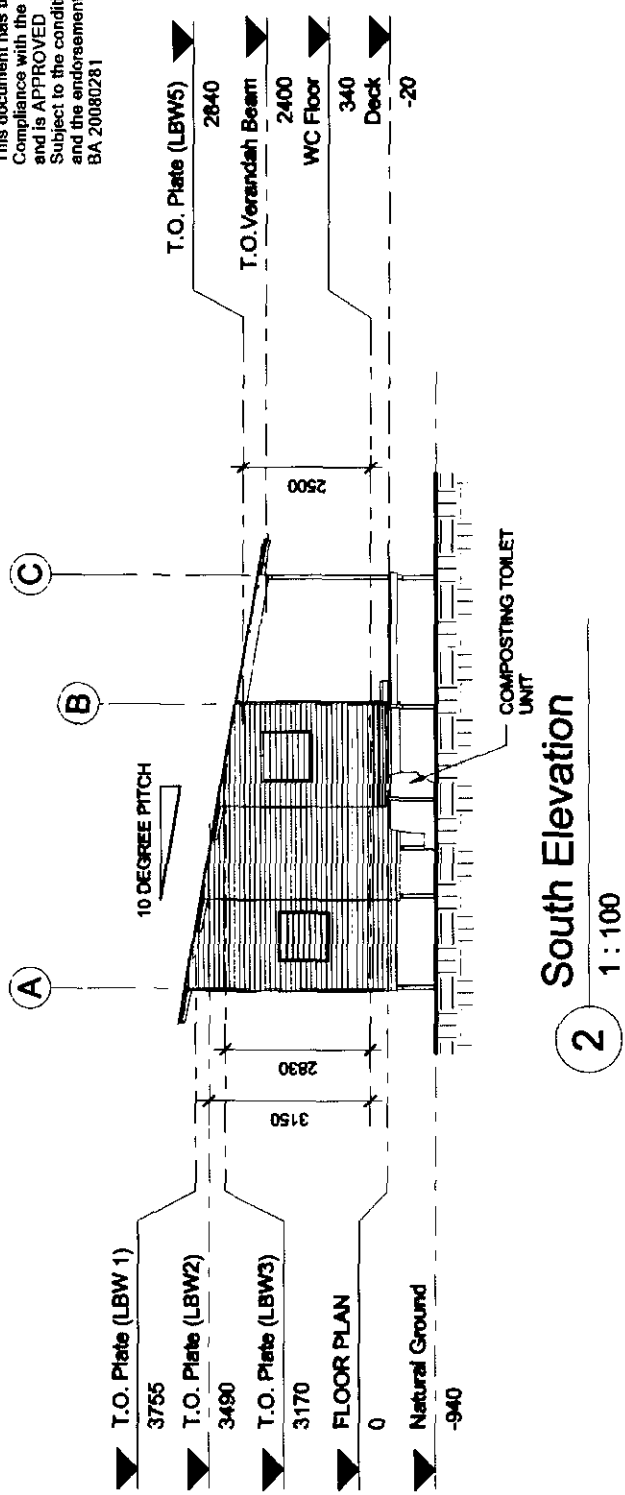 This document has
Compliance with the
and is APPROVED
Subject to the condit
and the endorsement
BA 20080281
A
B
C
10 DEGREE PITCH
T.O. Plate (LBW 1)
3755
T.O. Plate (LBW2)
3490
T.O. Plate (LBW3)
3170
FLOOR PLAN
0
Natural Ground
-940
3150
2830
2500
T.O. Plate (LBW5)
2840
T.O.Verandah Beam
2400
WC Floor
340
Deck
-20
COMPOSTING TOILET
UNIT
2
South Elevation
1 : 100